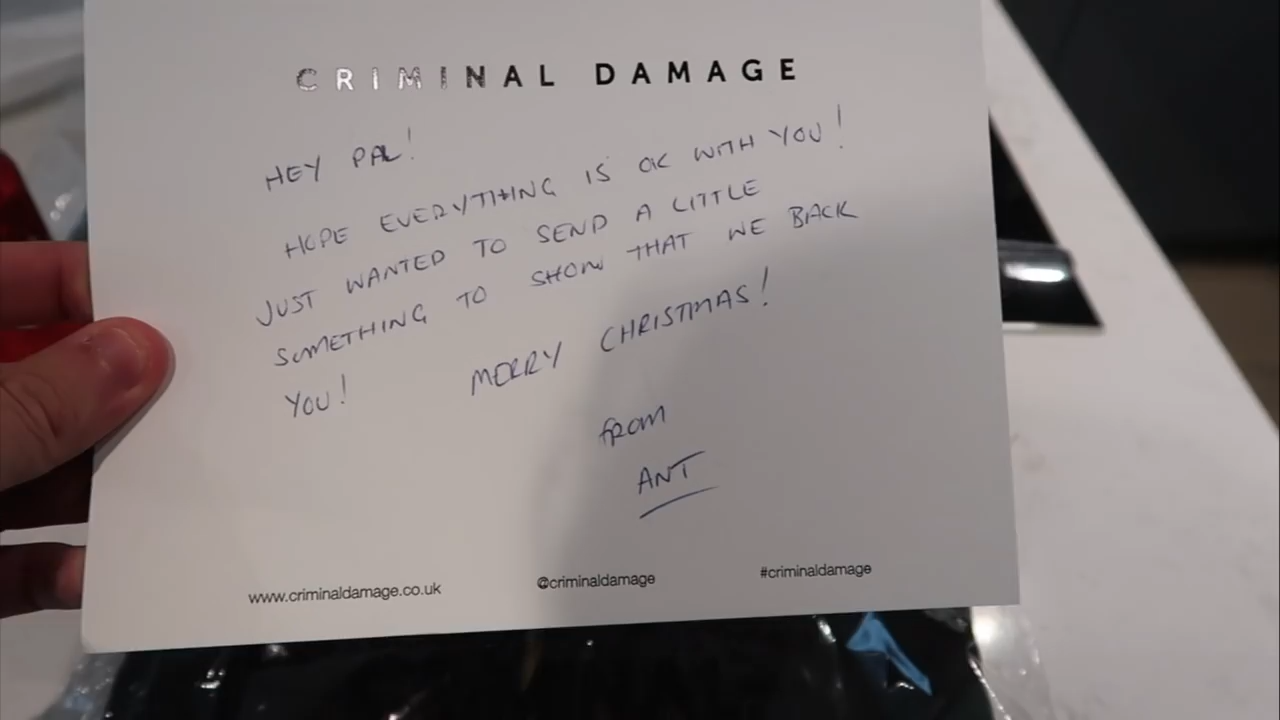 CRIMINAL DAMAGE
HEY PAL!
HOPE EVERYTHING IS OK WITH YOU!
JUST WANTED TO SEND A LITTLE
SOMETHING TO SHOW THAT WE BACK
YOU! MERRY CHRISTMAS!
from
ANT
www.criminaldamage.co.uk @criminaldamage #criminaldamage